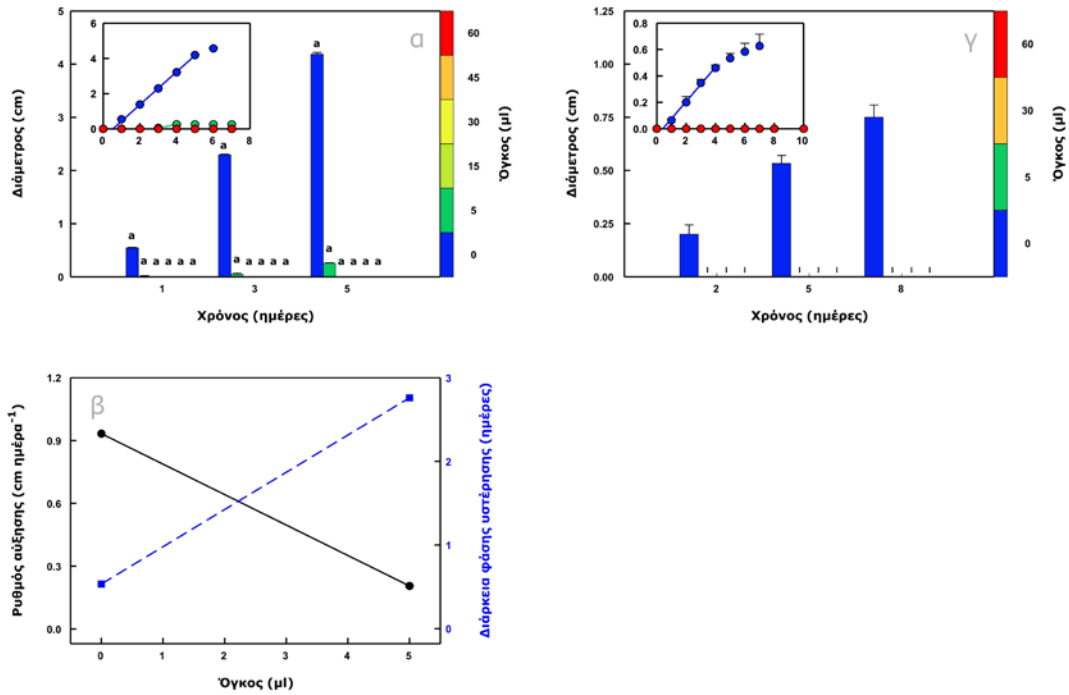 α
Διάμετρος (cm)
5
4
3
2
1
0
6
4
2
0
0 2 4 6 8
a
a
a
a a a a a
a
a a a a
a
a a a a
1 3 5
Χρόνος (ημέρες)
60
45
30
15
5
0
Όγκος (μl)
γ
Διάμετρος (cm)
1.25
1.00
0.75
0.50
0.25
0.00
0.8
0.6
0.4
0.2
0.0
0 2 4 6 8 10
2 5 8
Χρόνος (ημέρες)
60
30
5
0
Όγκος (μl)
β
Ρυθμός αύξησης (cm ημέρα⁻¹)
1.2
0.9
0.6
0.3
0.0
0 1 2 3 4 5
Όγκος (μl)
3
2
1
0
Διάρκεια φάσης υστέρησης (ημέρες)